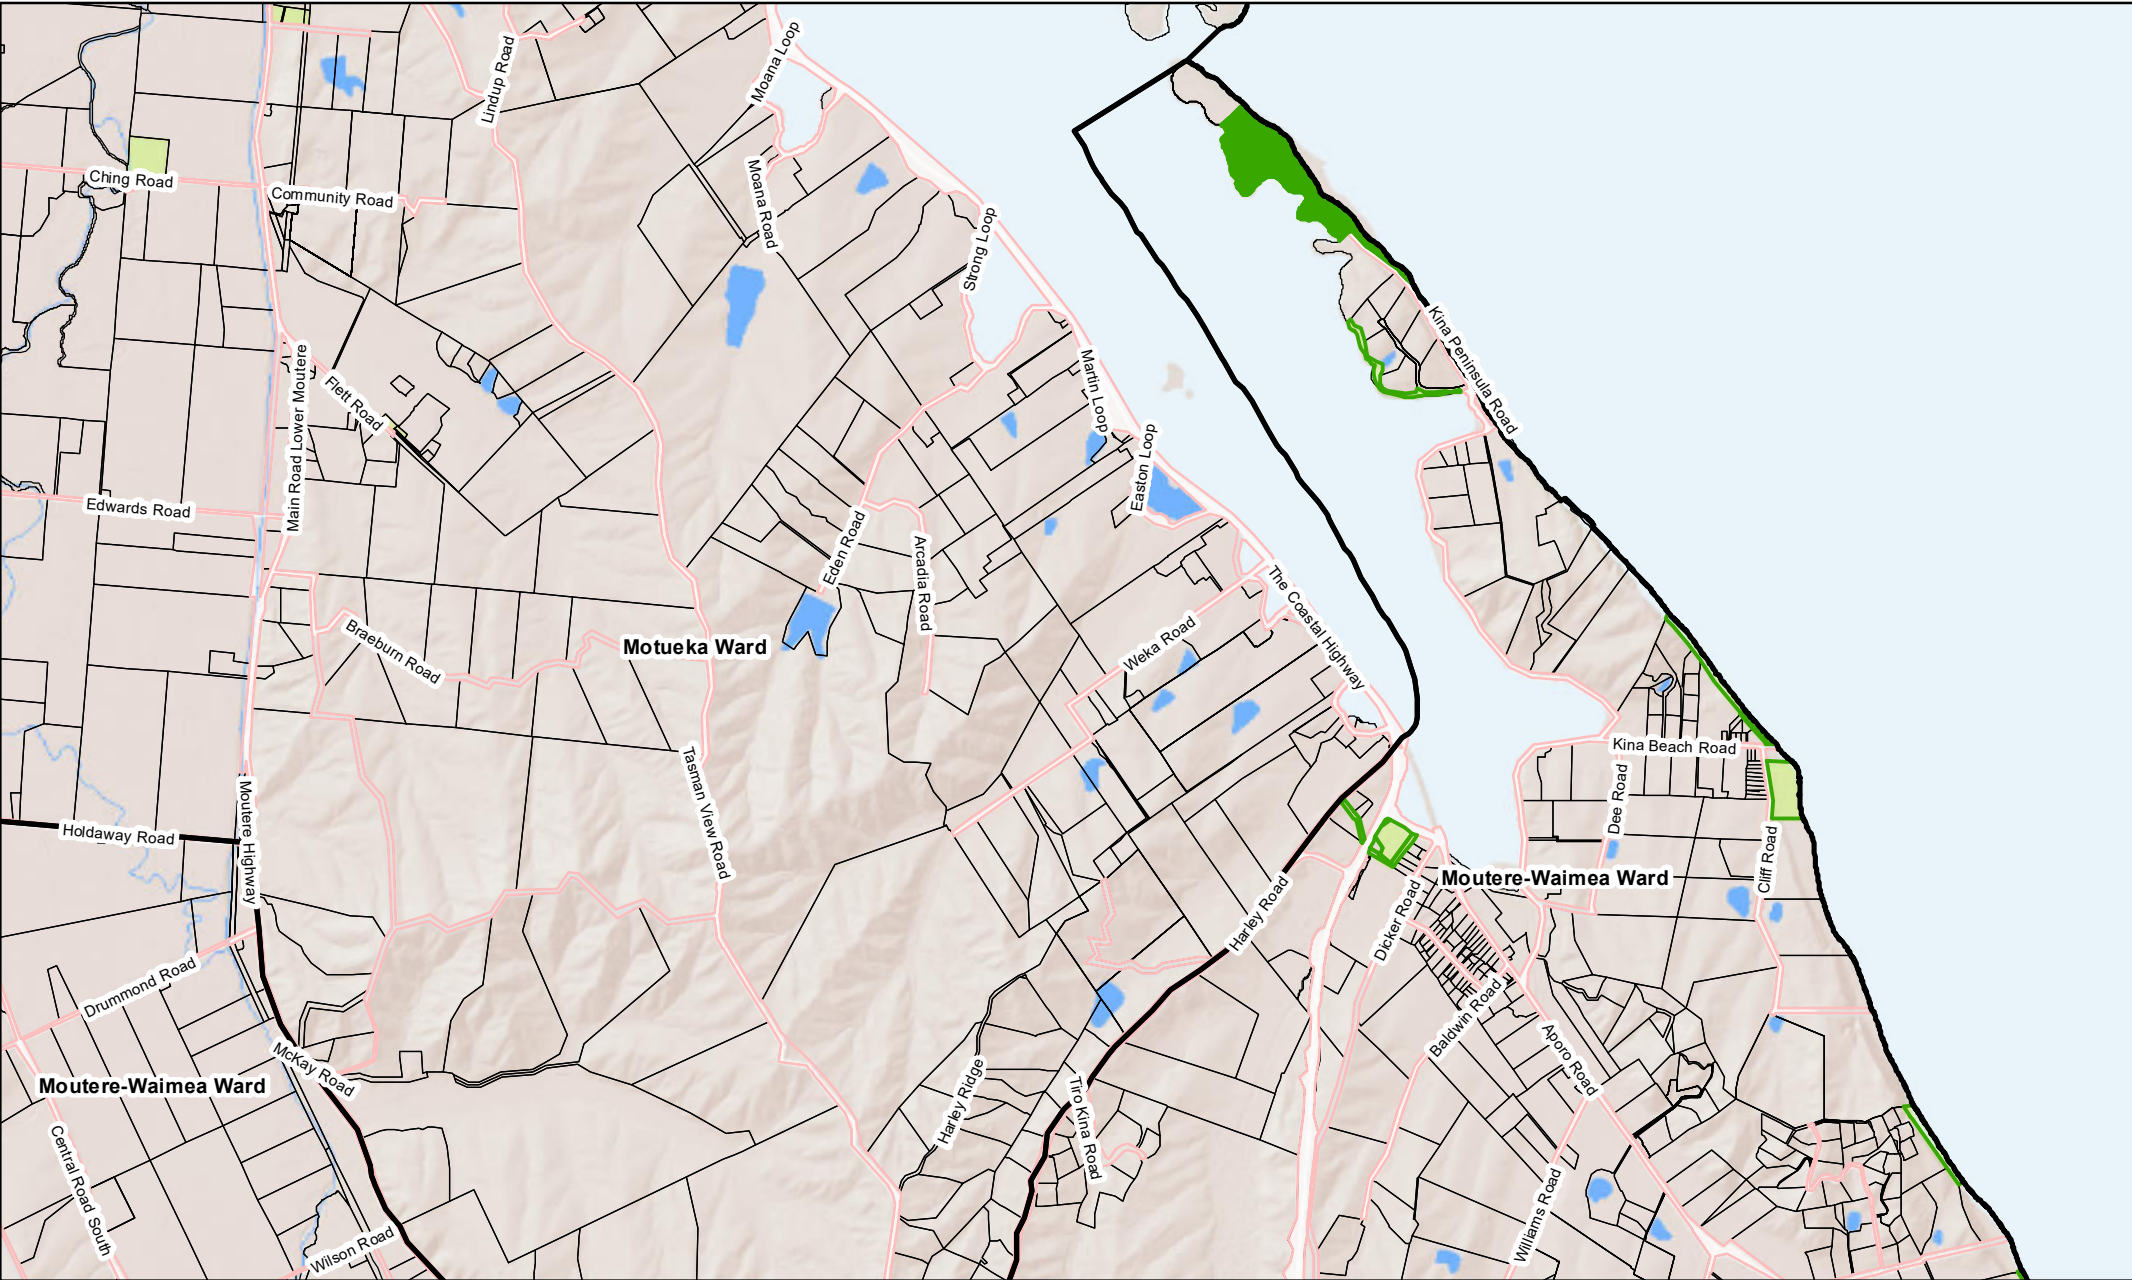 Moana Loop
Lindup Road
Ching Road
Community Road
Moana Road
Strong Loop
Kina Peninsula Road
Main Road Lower Moutere
Flett Road
Martin Loop
Easton Loop
Edwards Road
Eden Road
Arcadia Road
The Coastal Highway
Braeburn Road
Motueka Ward
Weka Road
Kina Beach Road
Tasman View Road
Dee Road
Moutere Highway
Holdaway Road
Cliff Road
Moutere-Waimea Ward
Harley Road
Dicker Road
Drummond Road
Baldwin Road
Aporo Road
McKay Road
Moutere-Waimea Ward
Harley Ridge
Tiro Kina Road
Central Road South
Williams Road
Wilson Road